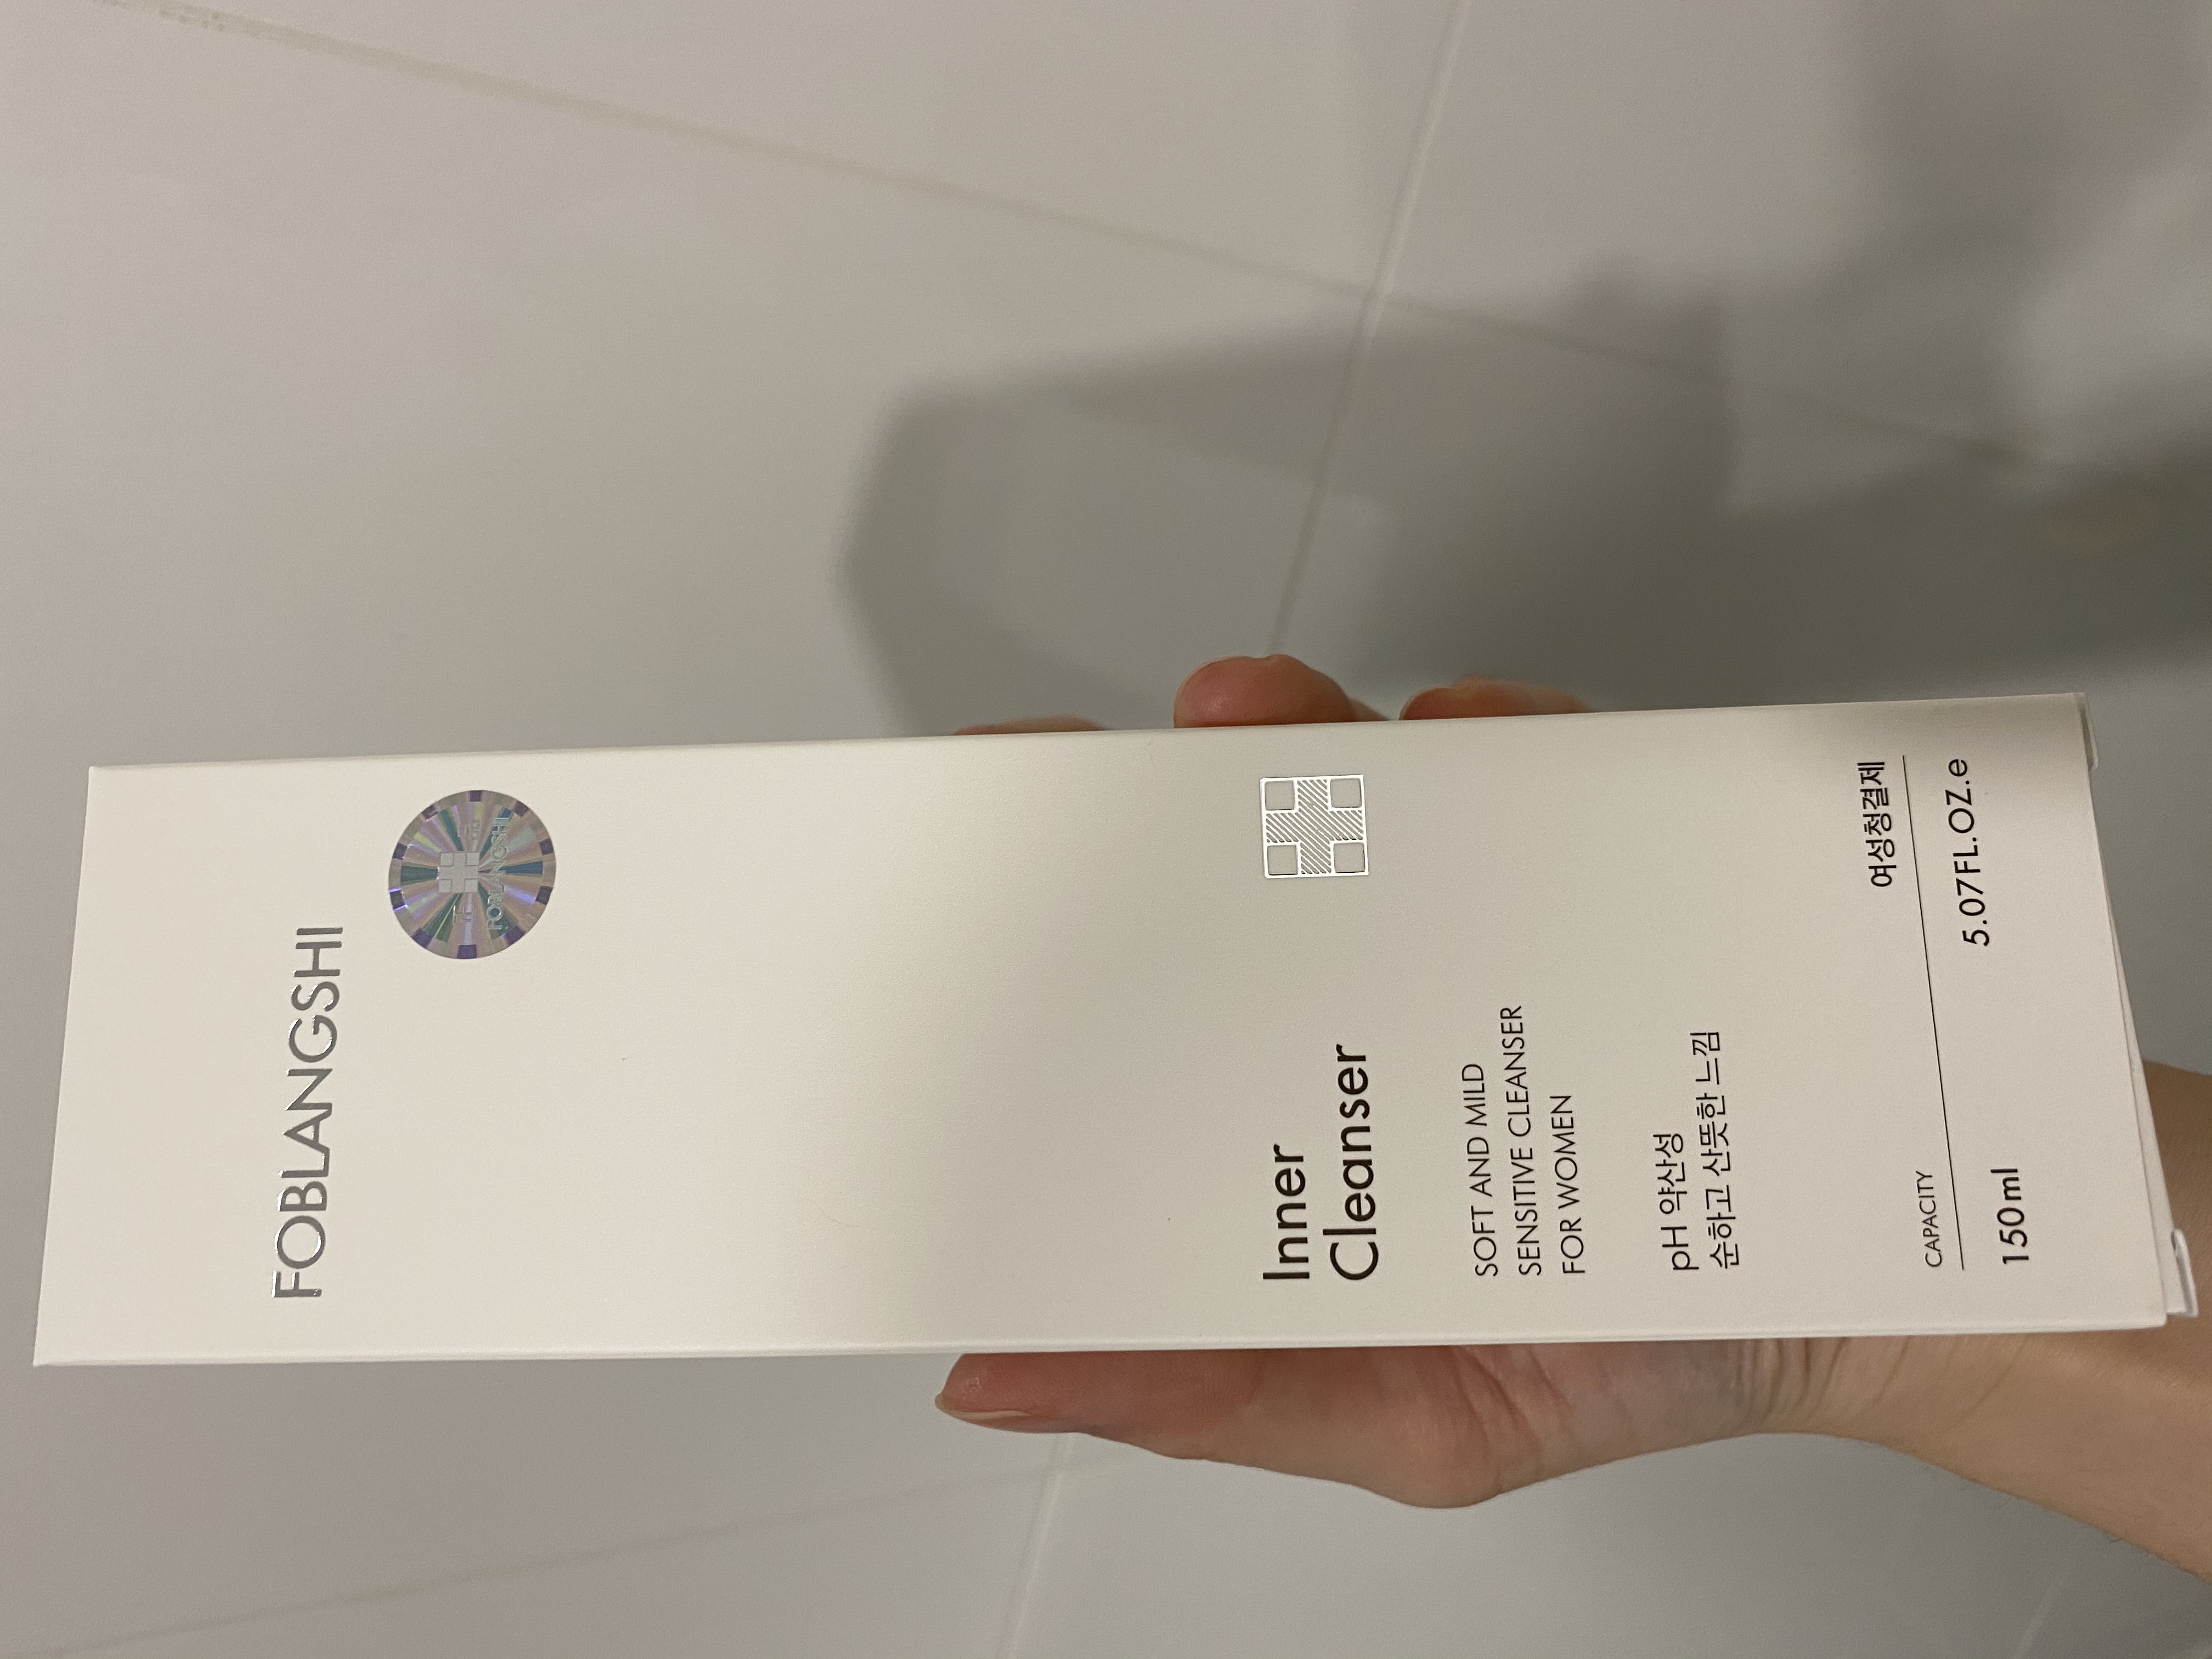 FOBLANGSHI
FOBLANGSHI
Inner
Cleanser
SOFT AND MILD
SENSITIVE CLEANSER
FOR WOMEN
pH 약산성
순하고 산뜻한 느낌
여성청결제
CAPACITY
150ml 5.07FL.OZ.e